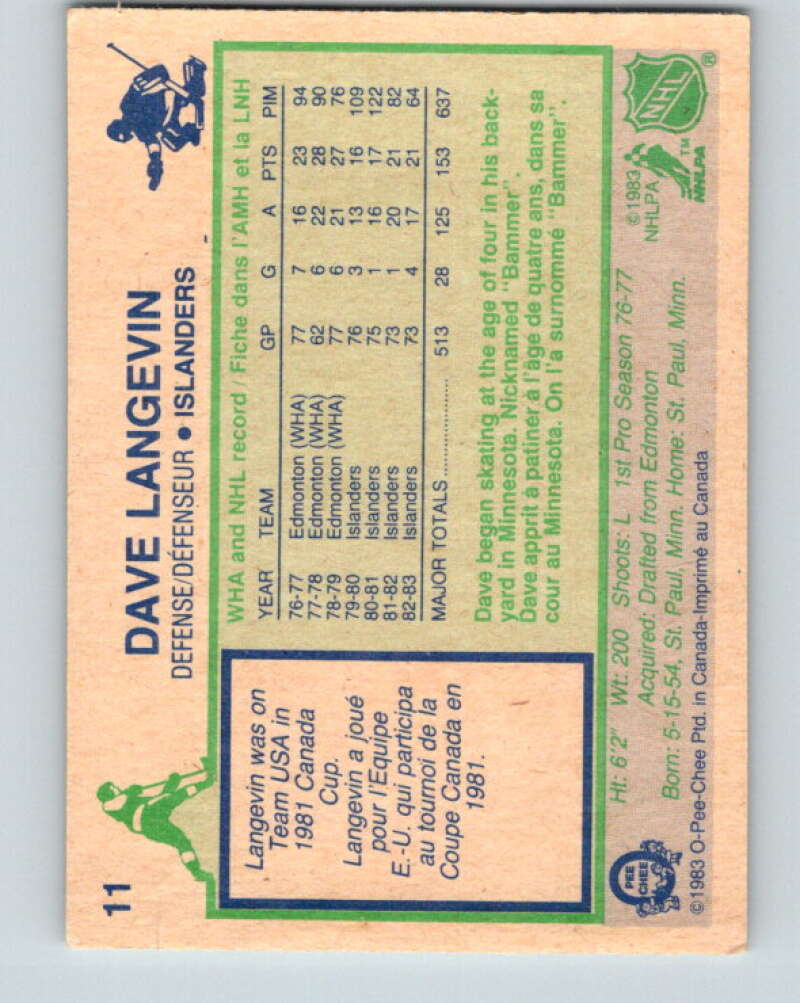 11
DAVE LANGEVIN
DEFENSE/DÉFENSEUR • ISLANDERS
Langevin was on
Team USA in
1981 Canada
Cup.
Langevin a joué
pour l'Equipe
E.-U. qui participa
au tournoi de la
Coupe Canada en
1981.
WHA and NHL record / Fiche dans l'AMH et la LNH
YEAR TEAM GP G A PTS PIM
76-77 Edmonton (WHA) 77 7 16 23 94
77-78 Edmonton (WHA) 62 6 22 28 90
78-79 Edmonton (WHA) 77 6 21 27 76
79-80 Islanders 76 3 13 16 109
80-81 Islanders 75 1 16 17 122
81-82 Islanders 73 1 20 21 82
82-83 Islanders 73 4 17 21 64
MAJOR TOTALS .................. 513 28 125 153 637
Dave began skating at the age of four in his back-
yard in Minnesota. Nicknamed "Bammer".
Dave apprit à patiner à l'âge de quatre ans, dans sa
cour au Minnesota. On l'a surnommé "Bammer".
Ht: 6'2" Wt: 200 Shoots: L 1st Pro Season 76-77
Acquired: Drafted from Edmonton
Born: 5-15-54, St. Paul, Minn. Home: St. Paul, Minn.
©1983 O-Pee-Chee Ptd. in Canada-Imprimé au Canada
O PEE CHEE
©1983
NHLPA
TM
NHLPA
NHL
®